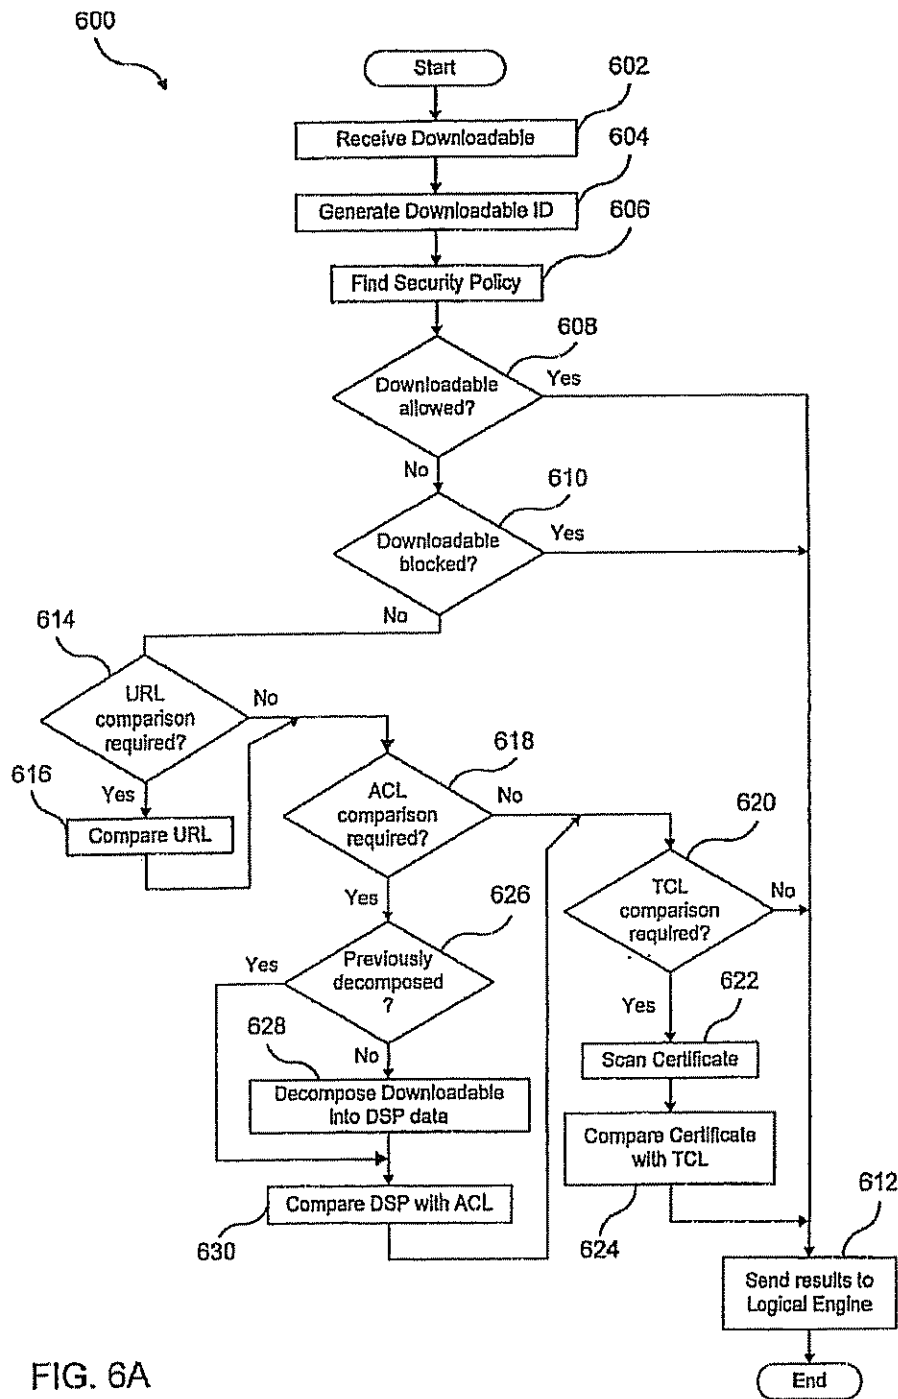 600
Start
602
Receive Downloadable
604
Generate Downloadable ID
606
Find Security Policy
608
Downloadable
allowed?
Yes
No
610
Downloadable
blocked?
Yes
No
614
URL
comparison
required?
No
Yes
616
Compare URL
618
ACL
comparison
required?
No
Yes
620
TCL
comparison
required?
No
Yes
626
Previously
decomposed
?
Yes
No
628
Decompose Downloadable
into DSP data
Compare DSP with ACL
630
622
Scan Certificate
Compare Certificate
with TCL
624
612
Send results to
Logical Engine
End
FIG. 6A